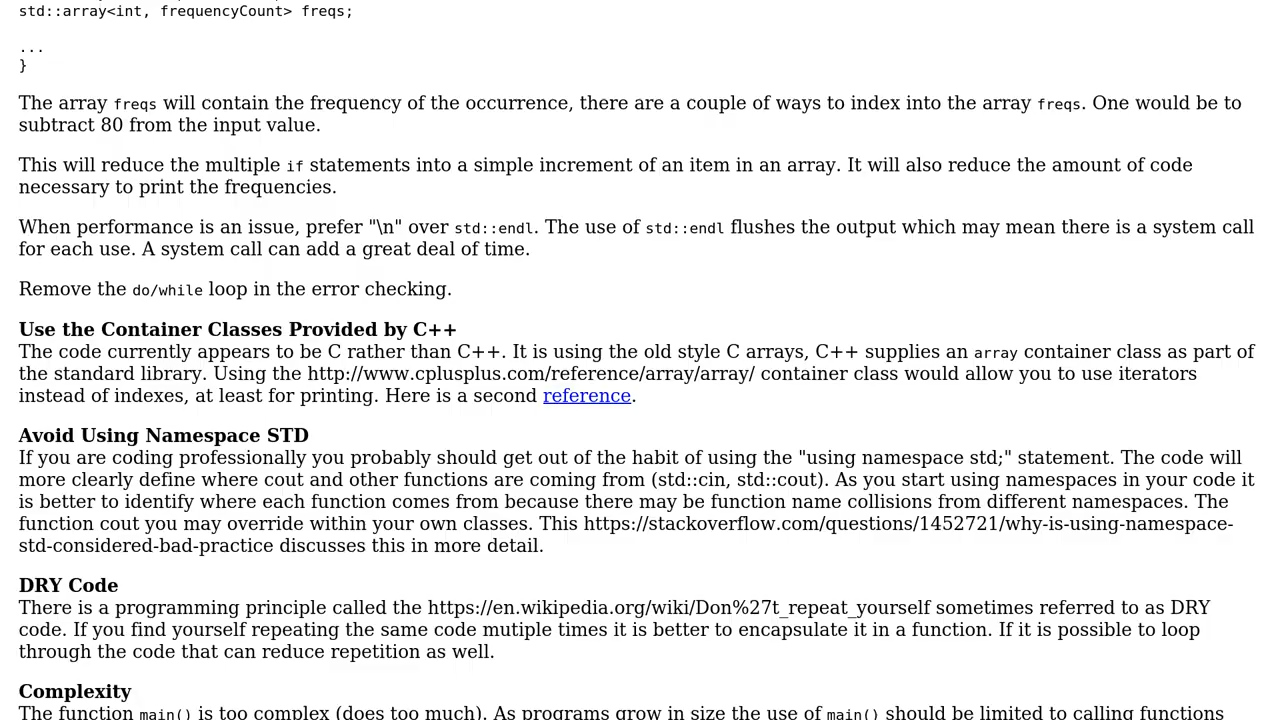 std::array<int, frequencyCount> freqs;
...
}
The array freqs will contain the frequency of the occurrence, there are a couple of ways to index into the array freqs. One would be to
subtract 80 from the input value.
This will reduce the multiple if statements into a simple increment of an item in an array. It will also reduce the amount of code
necessary to print the frequencies.
When performance is an issue, prefer "\n" over std::endl. The use of std::endl flushes the output which may mean there is a system call
for each use. A system call can add a great deal of time.
Remove the do/while loop in the error checking.
Use the Container Classes Provided by C++
The code currently appears to be C rather than C++. It is using the old style C arrays, C++ supplies an array container class as part of
the standard library. Using the http://www.cplusplus.com/reference/array/array/ container class would allow you to use iterators
instead of indexes, at least for printing. Here is a second reference.
Avoid Using Namespace STD
If you are coding professionally you probably should get out of the habit of using the "using namespace std;" statement. The code will
more clearly define where cout and other functions are coming from (std::cin, std::cout). As you start using namespaces in your code it
is better to identify where each function comes from because there may be function name collisions from different namespaces. The
function cout you may override within your own classes. This https://stackoverflow.com/questions/1452721/why-is-using-namespace-
std-considered-bad-practice discusses this in more detail.
DRY Code
There is a programming principle called the https://en.wikipedia.org/wiki/Don%27t_repeat_yourself sometimes referred to as DRY
code. If you find yourself repeating the same code mutiple times it is better to encapsulate it in a function. If it is possible to loop
through the code that can reduce repetition as well.
Complexity
The function main() is too complex (does too much). As programs grow in size the use of main() should be limited to calling functions